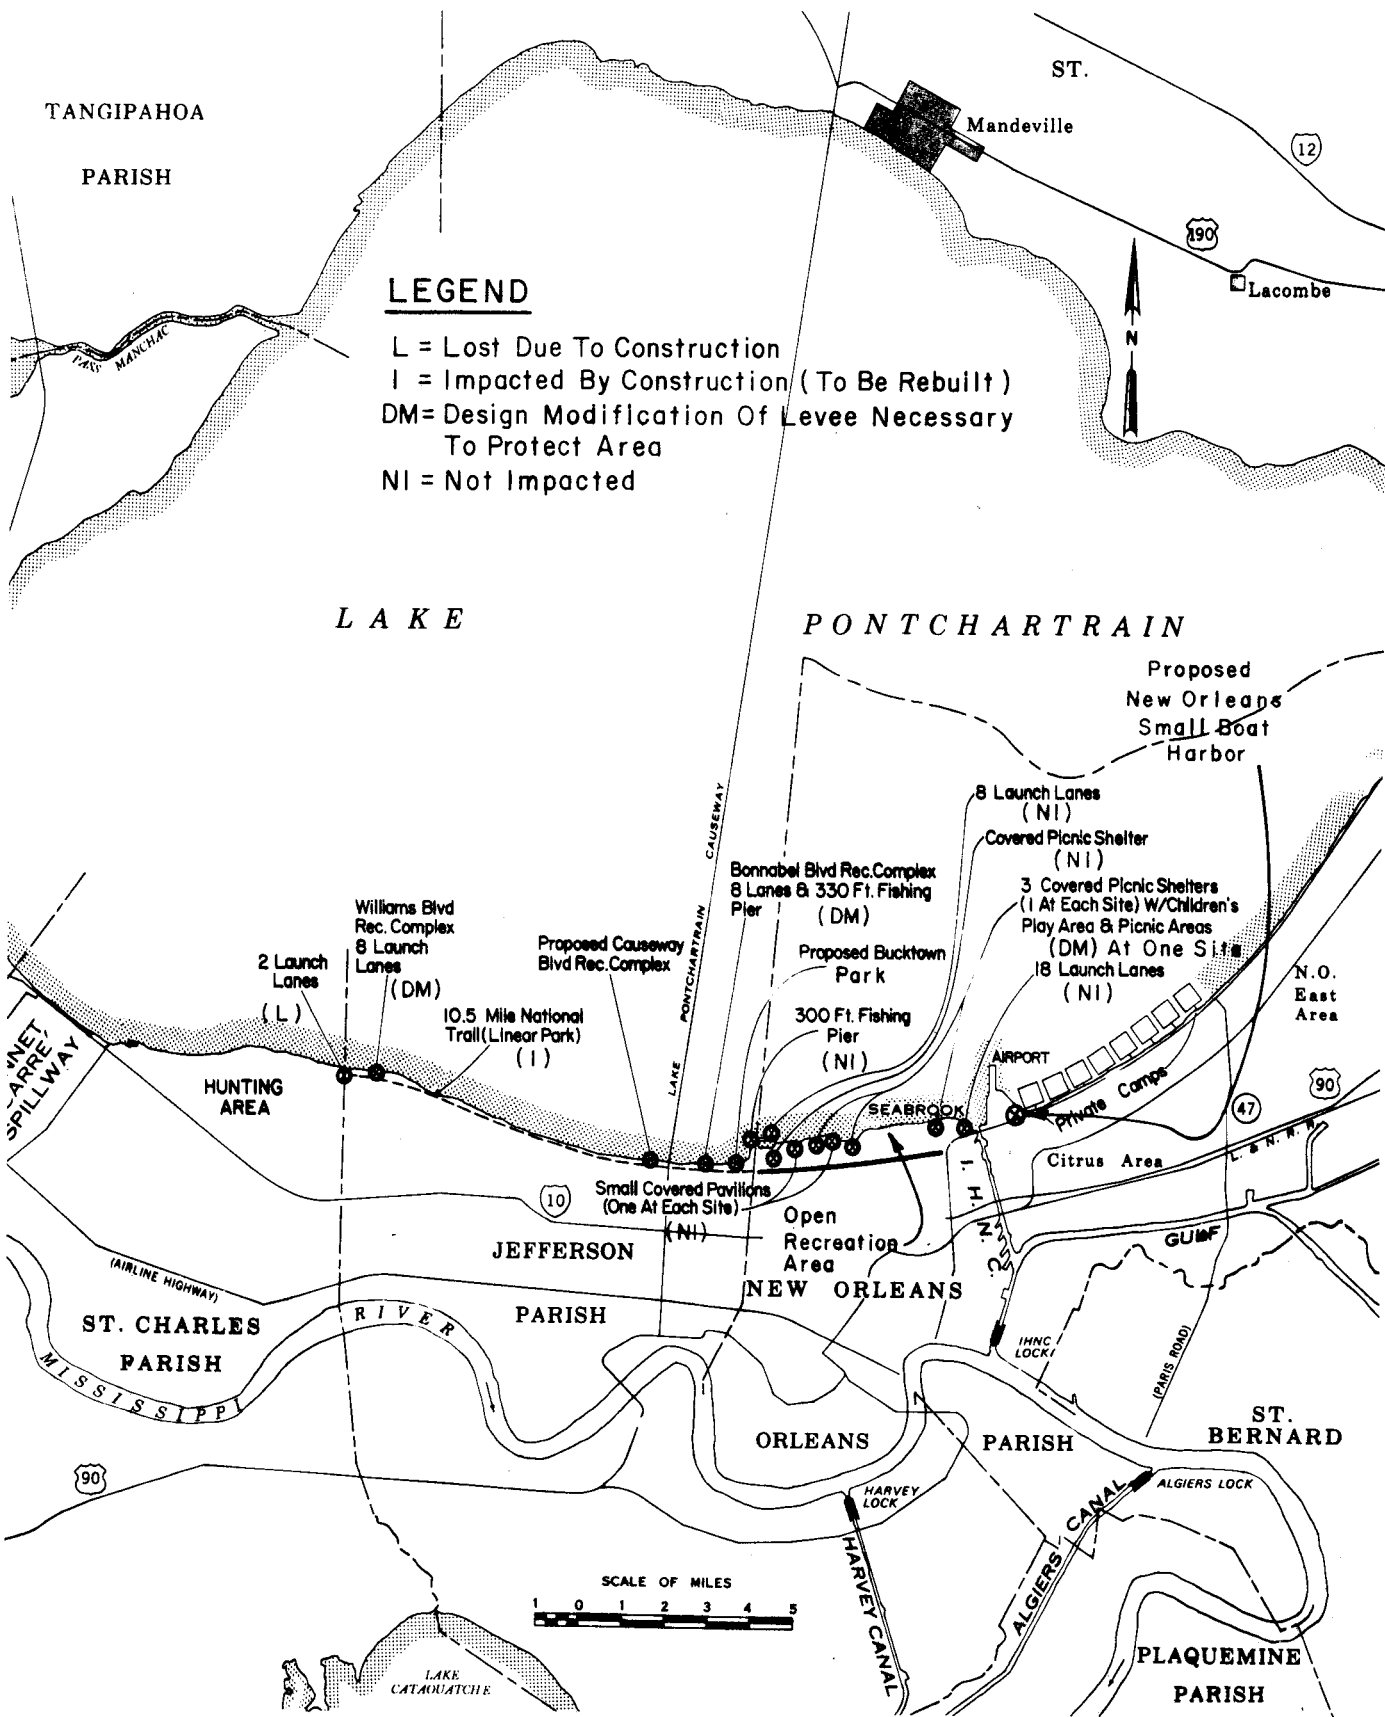 TANGIPAHOA
PARISH
ST.
Mandeville
12
190
Lacombe
N
PASS MANCHAC
LEGEND
L = Lost Due To Construction
I = Impacted By Construction (To Be Rebuilt)
DM= Design Modification Of Levee Necessary
To Protect Area
NI = Not Impacted
LAKE PONTCHARTRAIN
Proposed
New Orleans
Small Boat
Harbor
8 Launch Lanes
(NI)
Covered Picnic Shelter
(NI)
3 Covered Picnic Shelters
(1 At Each Site) W/Children's
Play Area & Picnic Areas
(DM) At One Site
18 Launch Lanes
(NI)
Bonnabel Blvd Rec. Complex
8 Lanes & 330 Ft. Fishing
Pier
(DM)
Proposed Bucktown
Park
300 Ft. Fishing
Pier
(NI)
Proposed Causeway
Blvd Rec. Complex
Williams Blvd
Rec. Complex
8 Launch
Lanes
(DM)
2 Launch
Lanes
(L)
10.5 Mile National
Trail (Linear Park)
(I)
LAKE PONTCHARTRAIN CAUSEWAY
N.O.
East
Area
AIRPORT
Private Camps
SEABROOK
90
47
L. & N. R.R.
Citrus Area
I. H. N. C.
GULF
SPILLWAY
HUNTING
AREA
10
Small Covered Pavilions
(One At Each Site)
(NI)
Open
Recreation
Area
JEFFERSON
PARISH
NEW ORLEANS
(AIRLINE HIGHWAY)
ST. CHARLES
PARISH
MISSISSIPPI RIVER
IHNC
LOCK
(PARIS ROAD)
ST.
BERNARD
ORLEANS PARISH
90
HARVEY
LOCK
ALGIERS LOCK
HARVEY CANAL
ALGIERS CANAL
SCALE OF MILES
1 0 1 2 3 4 5
LAKE
CATAOUATCHE
PLAQUEMINE
PARISH